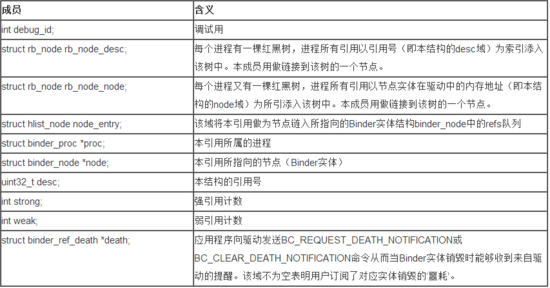 成员 含义
int debug_id; 调试用
struct rb_node rb_node_desc; 每个进程有一棵红黑树，进程所有引用以引用号（即本结构的desc域）为索引添入
该树中。本成员用做链接到该树的一个节点。
struct rb_node rb_node_node; 每个进程又有一棵红黑树，进程所有引用以节点实体在驱动中的内存地址（即本结
构的node域）为所引添入该树中。本成员用做链接到该树的一个节点。
struct hlist_node node_entry; 该域将本引用做为节点链入所指向的Binder实体结构binder_node中的refs队列
struct binder_proc *proc; 本引用所属的进程
struct binder_node *node; 本引用所指向的节点（Binder实体）
uint32_t desc; 本结构的引用号
int strong; 强引用计数
int weak; 弱引用计数
struct binder_ref_death *death; 应用程序向驱动发送BC_REQUEST_DEATH_NOTIFICATION或
BC_CLEAR_DEATH_NOTIFICATION命令从而当Binder实体销毁时能够收到来自驱
动的提醒。该域不为空表明用户订阅了对应实体销毁的‘噩耗’。